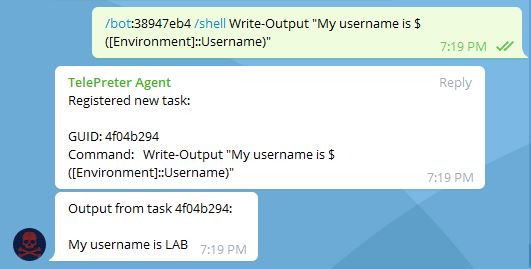 /bot:38947eb4 /shell Write-Output "My username is $
([Environment]::Username)"
7:19 PM
TelePreter Agent Reply
Registered new task:
GUID: 4f04b294
Command: Write-Output "My username is $
([Environment]::Username)"
7:19 PM
Output from task 4f04b294:
My username is LAB 7:19 PM